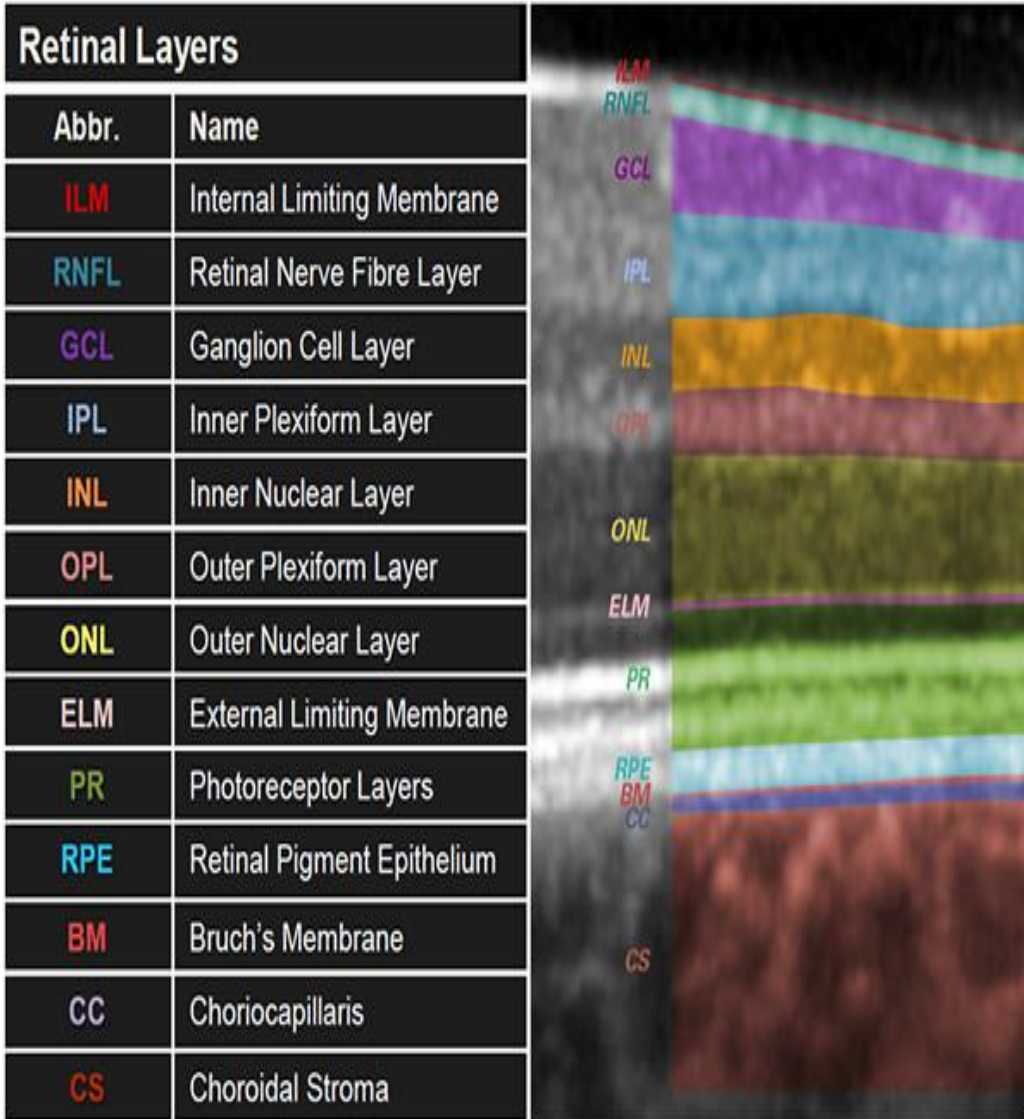 Retinal Layers
Abbr. Name
ILM Internal Limiting Membrane
RNFL Retinal Nerve Fibre Layer
GCL Ganglion Cell Layer
IPL Inner Plexiform Layer
INL Inner Nuclear Layer
OPL Outer Plexiform Layer
ONL Outer Nuclear Layer
ELM External Limiting Membrane
PR Photoreceptor Layers
RPE Retinal Pigment Epithelium
BM Bruch's Membrane
CC Choriocapillaris
CS Choroidal Stroma
ILM
RNFL
GCL
IPL
INL
OPL
ONL
ELM
PR
RPE
BM
CC
CS